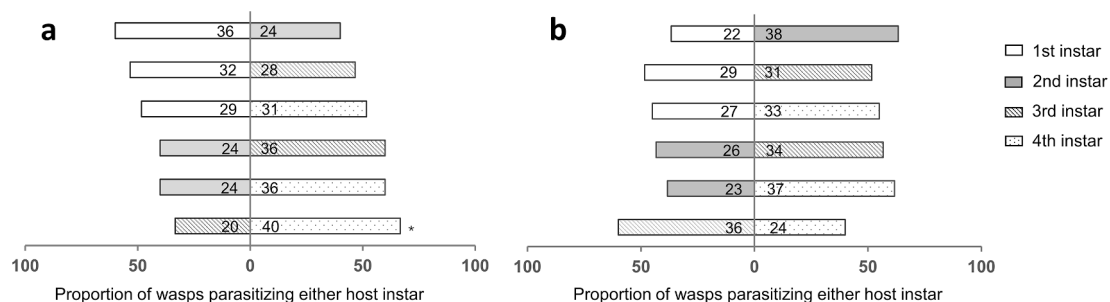 a
36 24
32 28
29 31
24 36
24 36
20 40 *
100 50 0 50 100
Proportion of wasps parasitizing either host instar
b
22 38
29 31
27 33
26 34
23 37
36 24
100 50 0 50 100
Proportion of wasps parasitizing either host instar
1st instar
2nd instar
3rd instar
4th instar